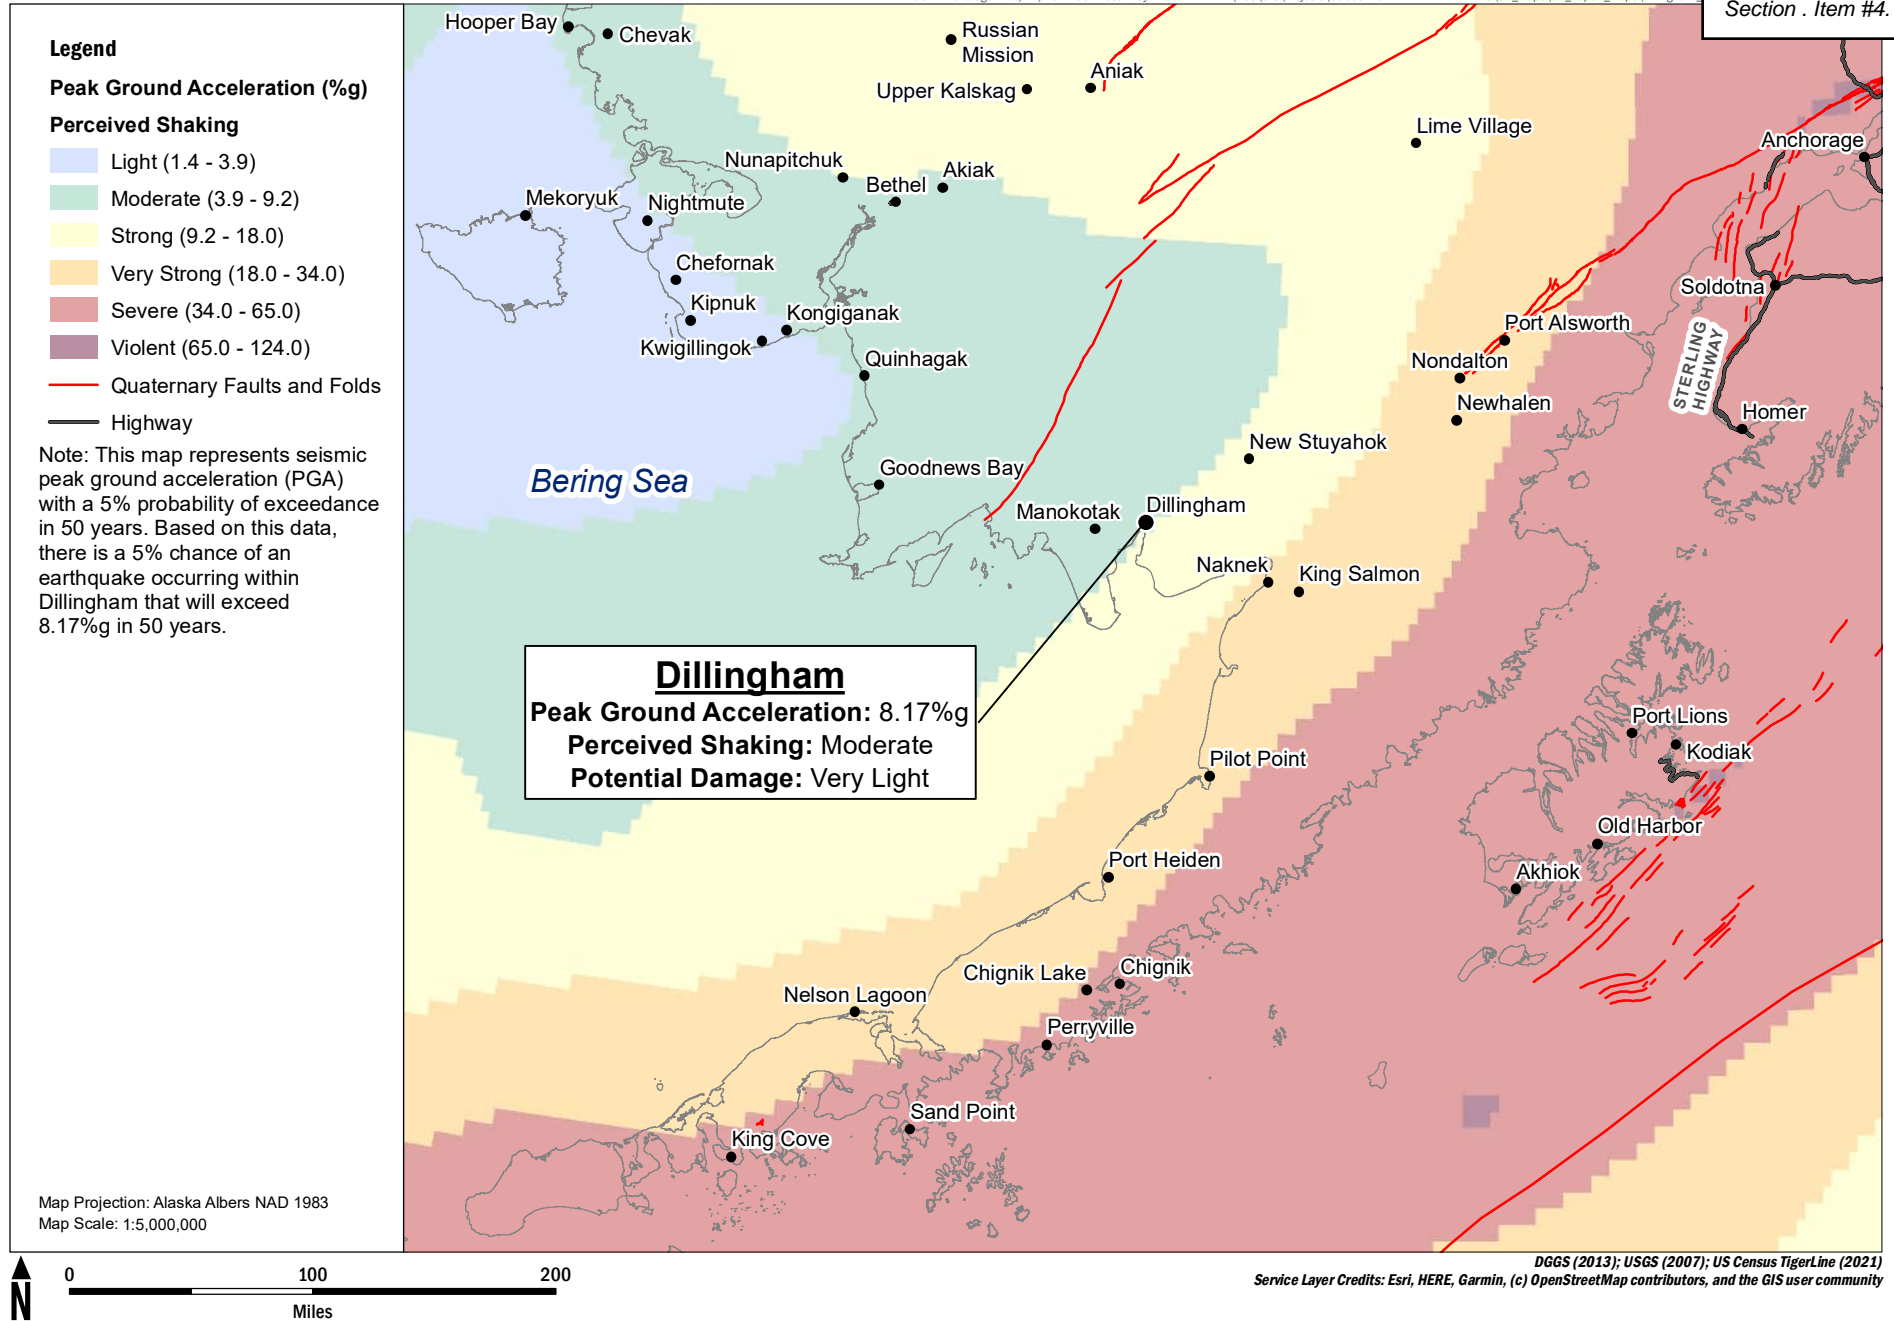 Section . Item #4.
Legend
Peak Ground Acceleration (%g)
Perceived Shaking
Light (1.4 - 3.9)
Moderate (3.9 - 9.2)
Strong (9.2 - 18.0)
Very Strong (18.0 - 34.0)
Severe (34.0 - 65.0)
Violent (65.0 - 124.0)
Quaternary Faults and Folds
Highway
Note: This map represents seismic
peak ground acceleration (PGA)
with a 5% probability of exceedance
in 50 years. Based on this data,
there is a 5% chance of an
earthquake occurring within
Dillingham that will exceed
8.17%g in 50 years.
Map Projection: Alaska Albers NAD 1983
Map Scale: 1:5,000,000
Hooper Bay
Chevak
Russian
Mission
Upper Kalskag
Aniak
Lime Village
Anchorage
Nunapitchuk
Bethel
Akiak
Mekoryuk
Nightmute
Chefornak
Kipnuk
Kongiganak
Kwigillingok
Quinhagak
Soldotna
Port Alsworth
Nondalton
Newhalen
STERLING
HIGHWAY
Homer
New Stuyahok
Goodnews Bay
Bering Sea
Manokotak
Dillingham
Naknek
King Salmon
Dillingham
Peak Ground Acceleration: 8.17%g
Perceived Shaking: Moderate
Potential Damage: Very Light
Port Lions
Kodiak
Pilot Point
Old Harbor
Akhiok
Port Heiden
Chignik Lake
Chignik
Nelson Lagoon
Perryville
Sand Point
King Cove
N
0 100 200
Miles
DGGS (2013); USGS (2007); US Census TigerLine (2021)
Service Layer Credits: Esri, HERE, Garmin, (c) OpenStreetMap contributors, and the GIS user community